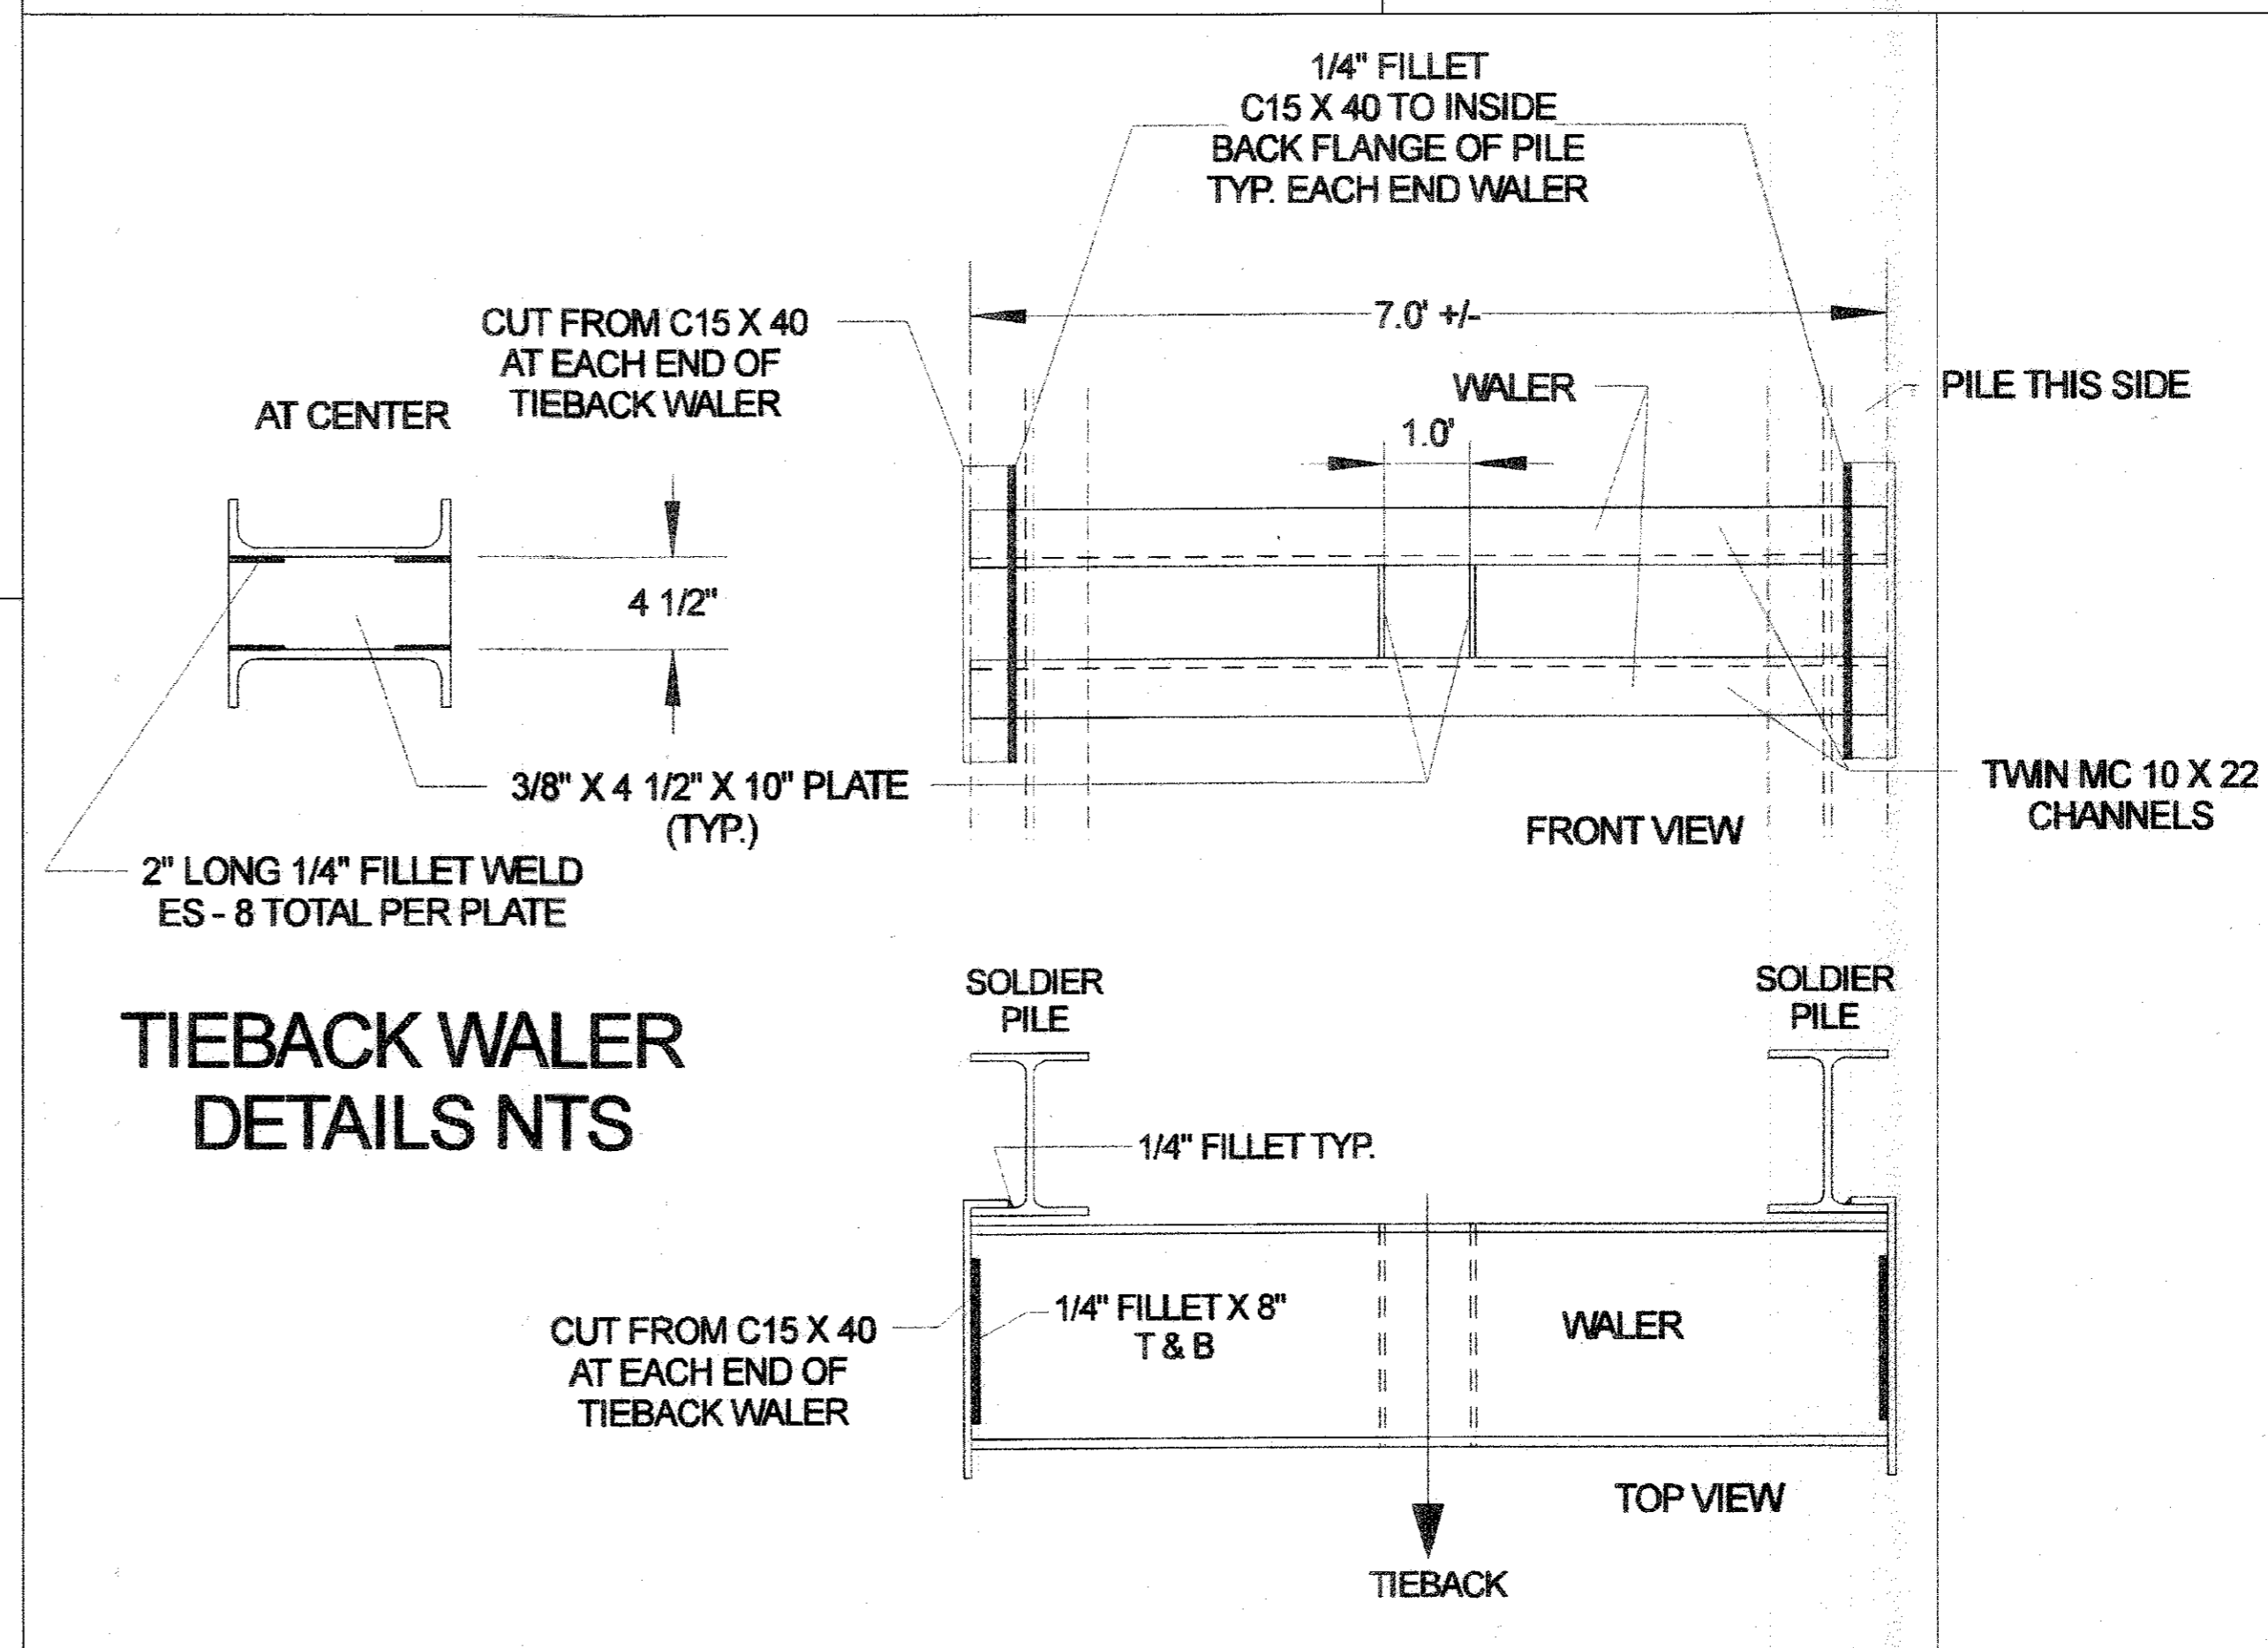 1/4" FILLET
C15 X 40 TO INSIDE
BACK FLANGE OF PILE
TYP. EACH END WALER
CUT FROM C15 X 40
AT EACH END OF
TIEBACK WALER
7.0' +/-
AT CENTER
WALER
PILE THIS SIDE
1.0'
4 1/2"
3/8" X 4 1/2" X 10" PLATE
(TYP.)
TWIN MC 10 X 22
CHANNELS
FRONT VIEW
2" LONG 1/4" FILLET WELD
ES - 8 TOTAL PER PLATE
TIEBACK WALER
DETAILS NTS
SOLDIER
PILE
SOLDIER
PILE
1/4" FILLET TYP.
CUT FROM C15 X 40
AT EACH END OF
TIEBACK WALER
1/4" FILLET X 8"
T & B
WALER
TOP VIEW
TIEBACK